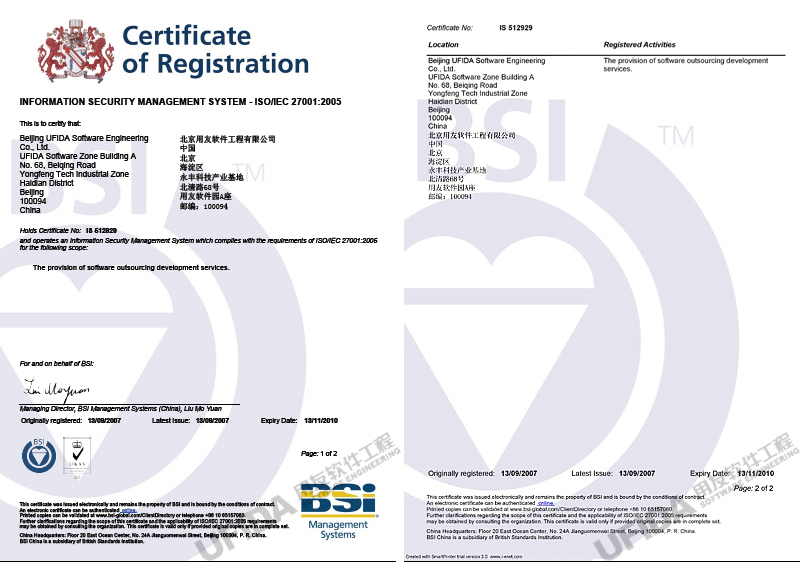 Certificate
of Registration
INFORMATION SECURITY MANAGEMENT SYSTEM - ISO/IEC 27001:2005
This is to certify that:
Beijing UFIDA Software Engineering
Co., Ltd.
UFIDA Software Zone Building A
No. 68, Beiqing Road
Yongfeng Tech Industrial Zone
Haidian District
Beijing
100094
China
北京用友软件工程有限公司
中国
北京
海淀区
永丰科技产业基地
北清路68号
用友软件园A座
邮编：100094
BSI
TM
Holds Certificate No: IS 512929
and operates an Information Security Management System which complies with the requirements of ISO/IEC 27001:2005
for the following scope:
The provision of software outsourcing development services.
For and on behalf of BSI:
Managing Director, BSI Management Systems (China), Liu Mo Yuan
Originally registered: 13/09/2007 Latest Issue: 13/09/2007 Expiry Date: 13/11/2010
BSI
UKAS
Page: 1 of 2
BSI
Management
Systems
This certificate was issued electronically and remains the property of BSI and is bound by the conditions of contract.
An electronic certificate can be authenticated online.
Printed copies can be validated at www.bsi-global.com/ClientDirectory or telephone +86 10 65157060.
Further clarifications regarding the scope of this certificate and the applicability of ISO/IEC 27001:2005 requirements
may be obtained by consulting the organization. This certificate is valid only if provided original copies are in complete set.
China Headquarters: Floor 20 East Ocean Center, No. 24A Jianguomenwai Street, Beijing 100004, P. R. China.
BSI China is a subsidiary of British Standards Institution.
UFIDA 用友软件工程
SOFTWARE ENGINEERING
Certificate No: IS 512929
Location Registered Activities
Beijing UFIDA Software Engineering
Co., Ltd.
UFIDA Software Zone Building A
No. 68, Beiqing Road
Yongfeng Tech Industrial Zone
Haidian District
Beijing
100094
China
北京用友软件工程有限公司
中国
北京
海淀区
永丰科技产业基地
北清路68号
用友软件园A座
邮编：100094
The provision of software outsourcing development
services.
BSI
TM
Originally registered: 13/09/2007 Latest Issue: 13/09/2007 Expiry Date: 13/11/2010
Page: 2 of 2
This certificate was issued electronically and remains the property of BSI and is bound by the conditions of contract.
An electronic certificate can be authenticated online.
Printed copies can be validated at www.bsi-global.com/ClientDirectory or telephone +86 10 65157060.
Further clarifications regarding the scope of this certificate and the applicability of ISO/IEC 27001:2005 requirements
may be obtained by consulting the organization. This certificate is valid only if provided original copies are in complete set.
China Headquarters: Floor 20 East Ocean Center, No. 24A Jianguomenwai Street, Beijing 100004, P. R. China.
BSI China is a subsidiary of British Standards Institution.
UFIDA 用友软件工程
SOFTWARE ENGINEERING
Created with SmartPrinter trial version 3.0 www.i-enet.com